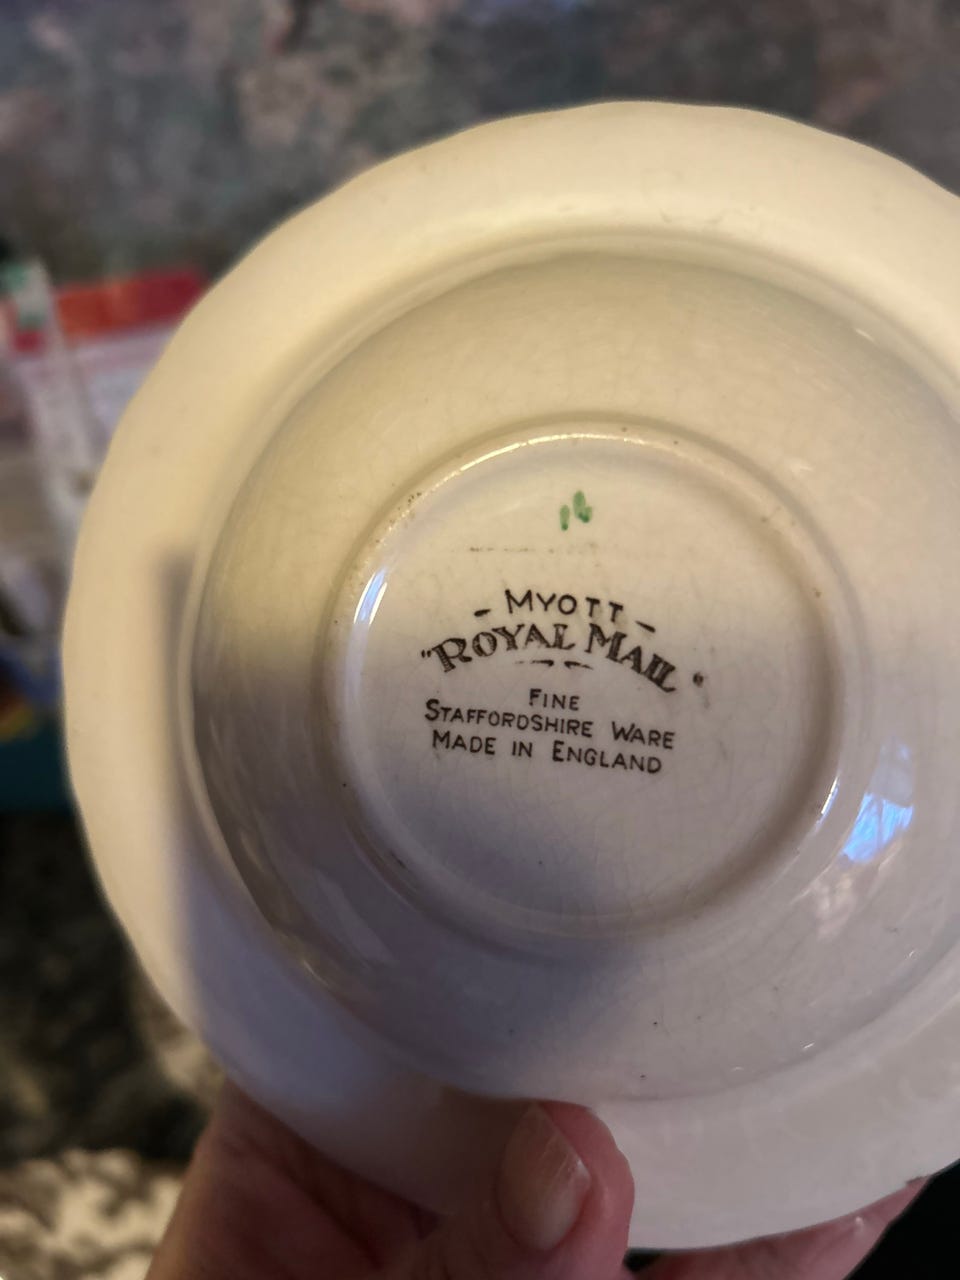 - MYOTT -
"ROYAL MAIL"
FINE
STAFFORDSHIRE WARE
MADE IN ENGLAND